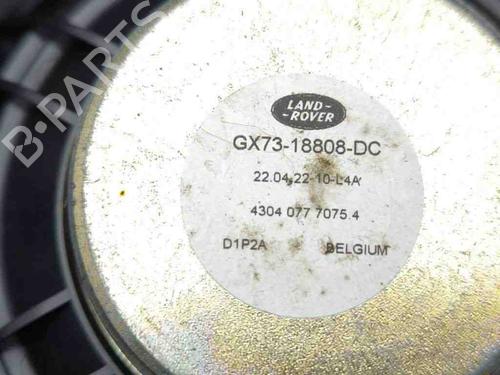 LAND-
-ROVER
GX73-18808-DC
22.04.22-10-L4A
4304 077 7075 4
D1P2A BELGIUM
B-PARTS